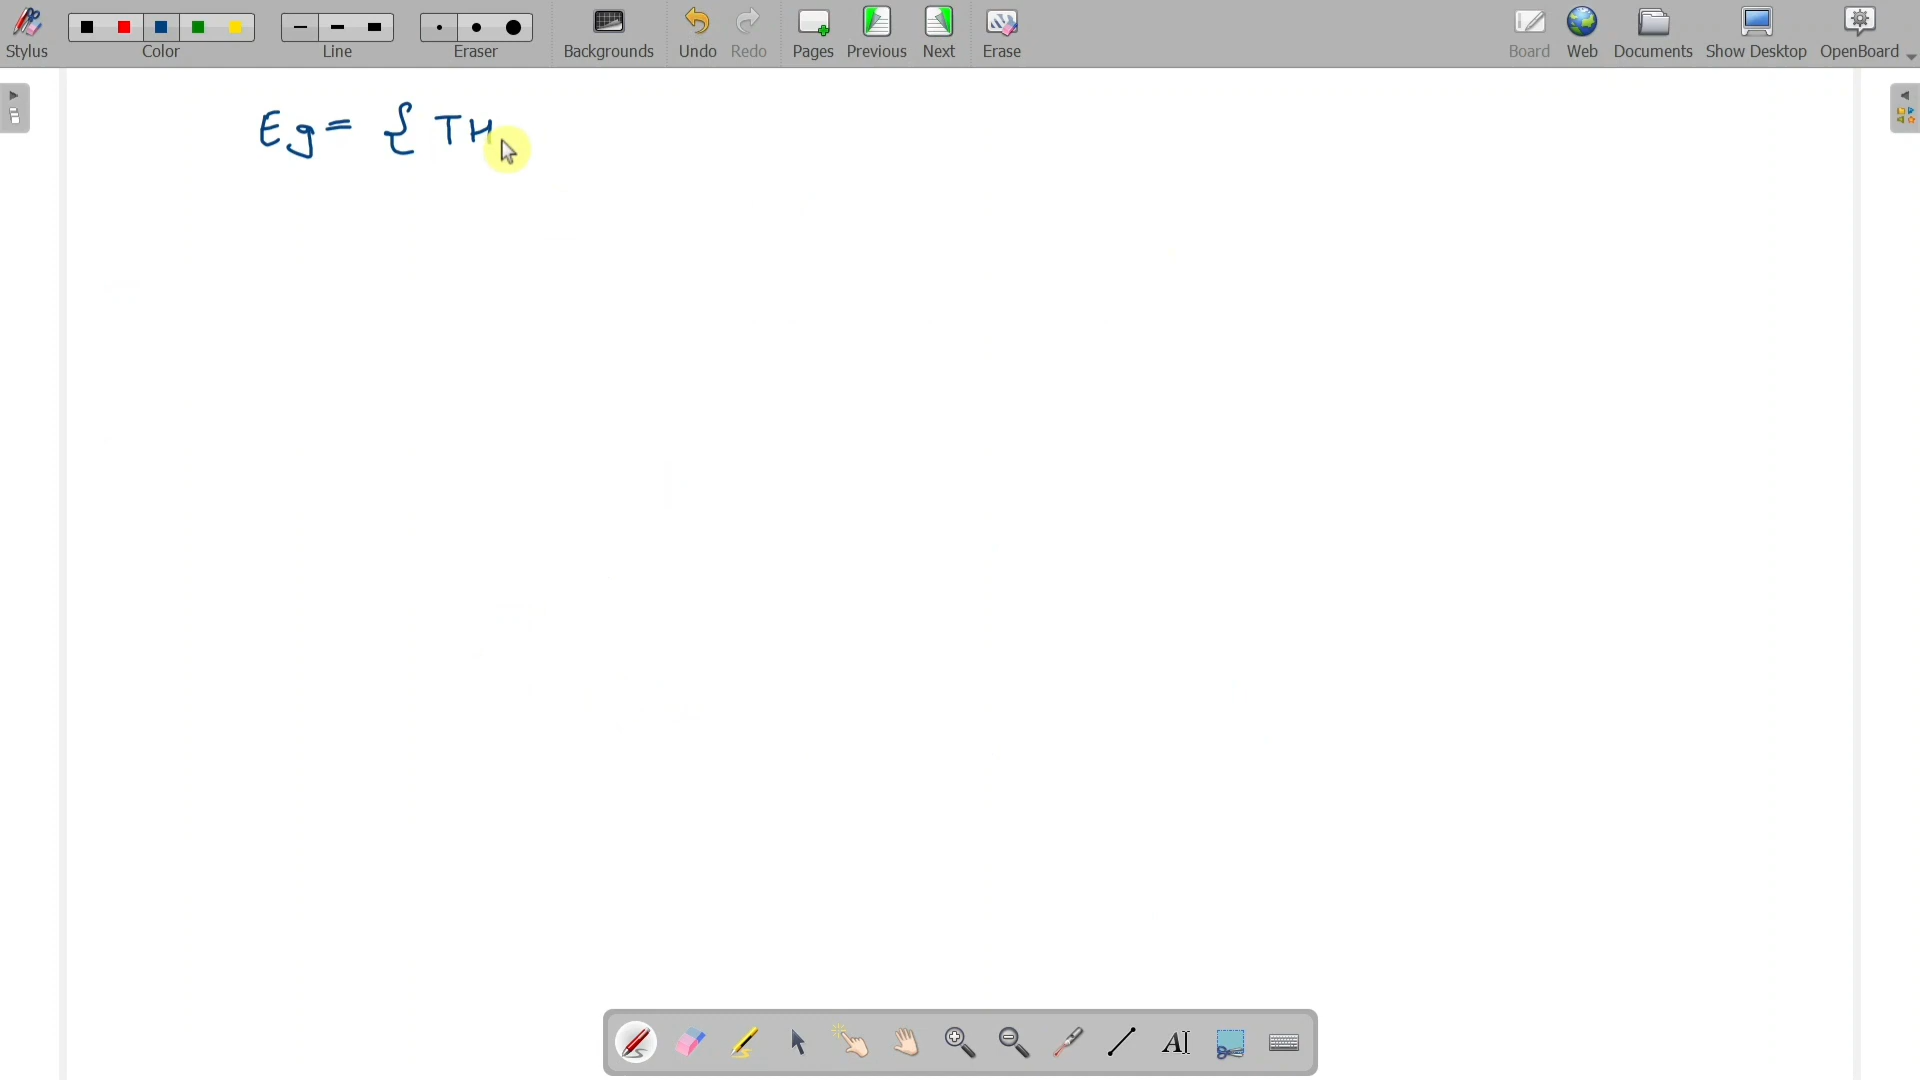 Stylus Color Line Eraser Backgrounds Undo Redo Pages Previous Next Erase Board Web Documents Show Desktop OpenBoard
Eg = { TH
AI